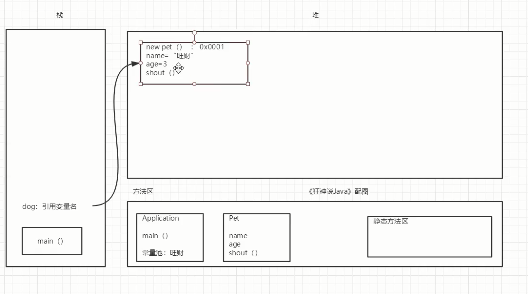 栈
堆
new pet () : 0x0001
name= "旺财"
age=3
shout ()
dog: 引用变量名
main ()
方法区
《狂神说Java》配图
Application
main ()
常量池: 旺财
Pet
name
age
shout ()
静态方法区